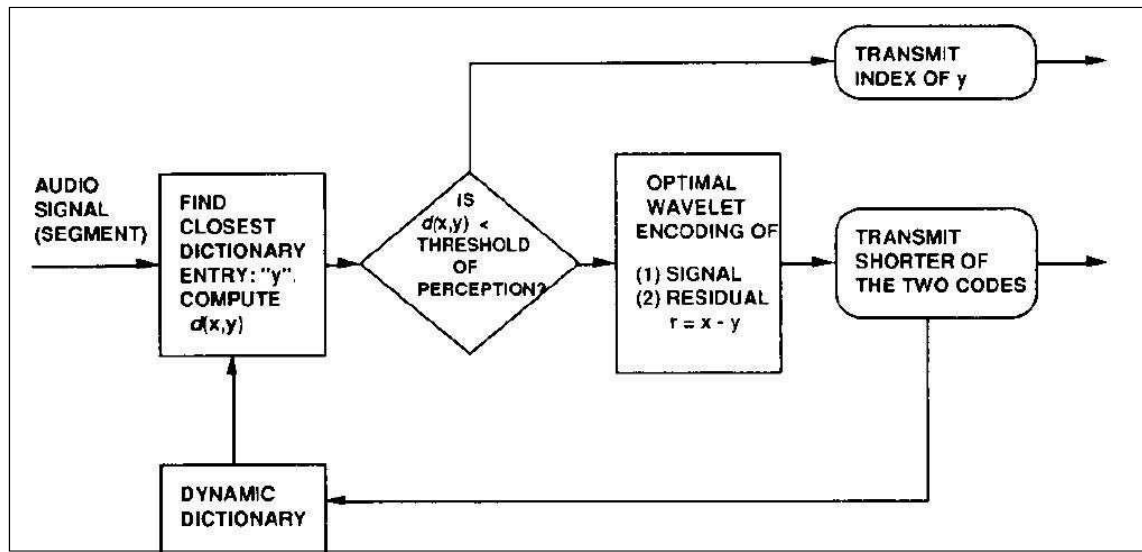 TRANSMIT
INDEX OF y
AUDIO
SIGNAL
(SEGMENT)
FIND
CLOSEST
DICTIONARY
ENTRY: "y".
COMPUTE
d(x,y)
IS
d(x,y) <
THRESHOLD
OF
PERCEPTION?
OPTIMAL
WAVELET
ENCODING OF
(1) SIGNAL
(2) RESIDUAL
r = x - y
TRANSMIT
SHORTER OF
THE TWO CODES
DYNAMIC
DICTIONARY